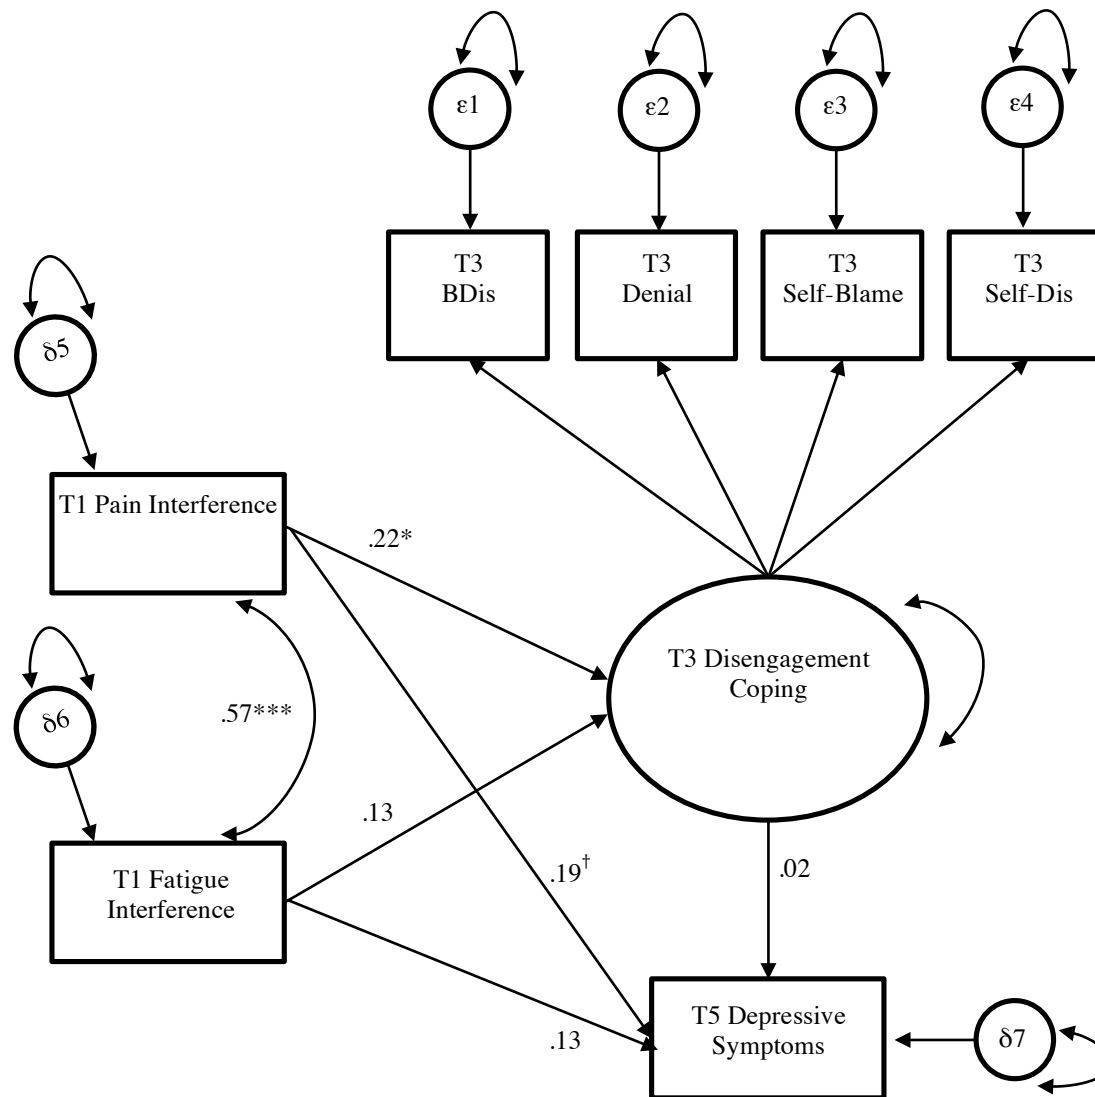 ε1
ε2
ε3
ε4
T3
BDis
T3
Denial
T3
Self-Blame
T3
Self-Dis
δ5
T1 Pain Interference
.22*
T3 Disengagement
Coping
δ6
.57***
.13
T1 Fatigue
Interference
.19†
.02
T5 Depressive
Symptoms
.13
δ7